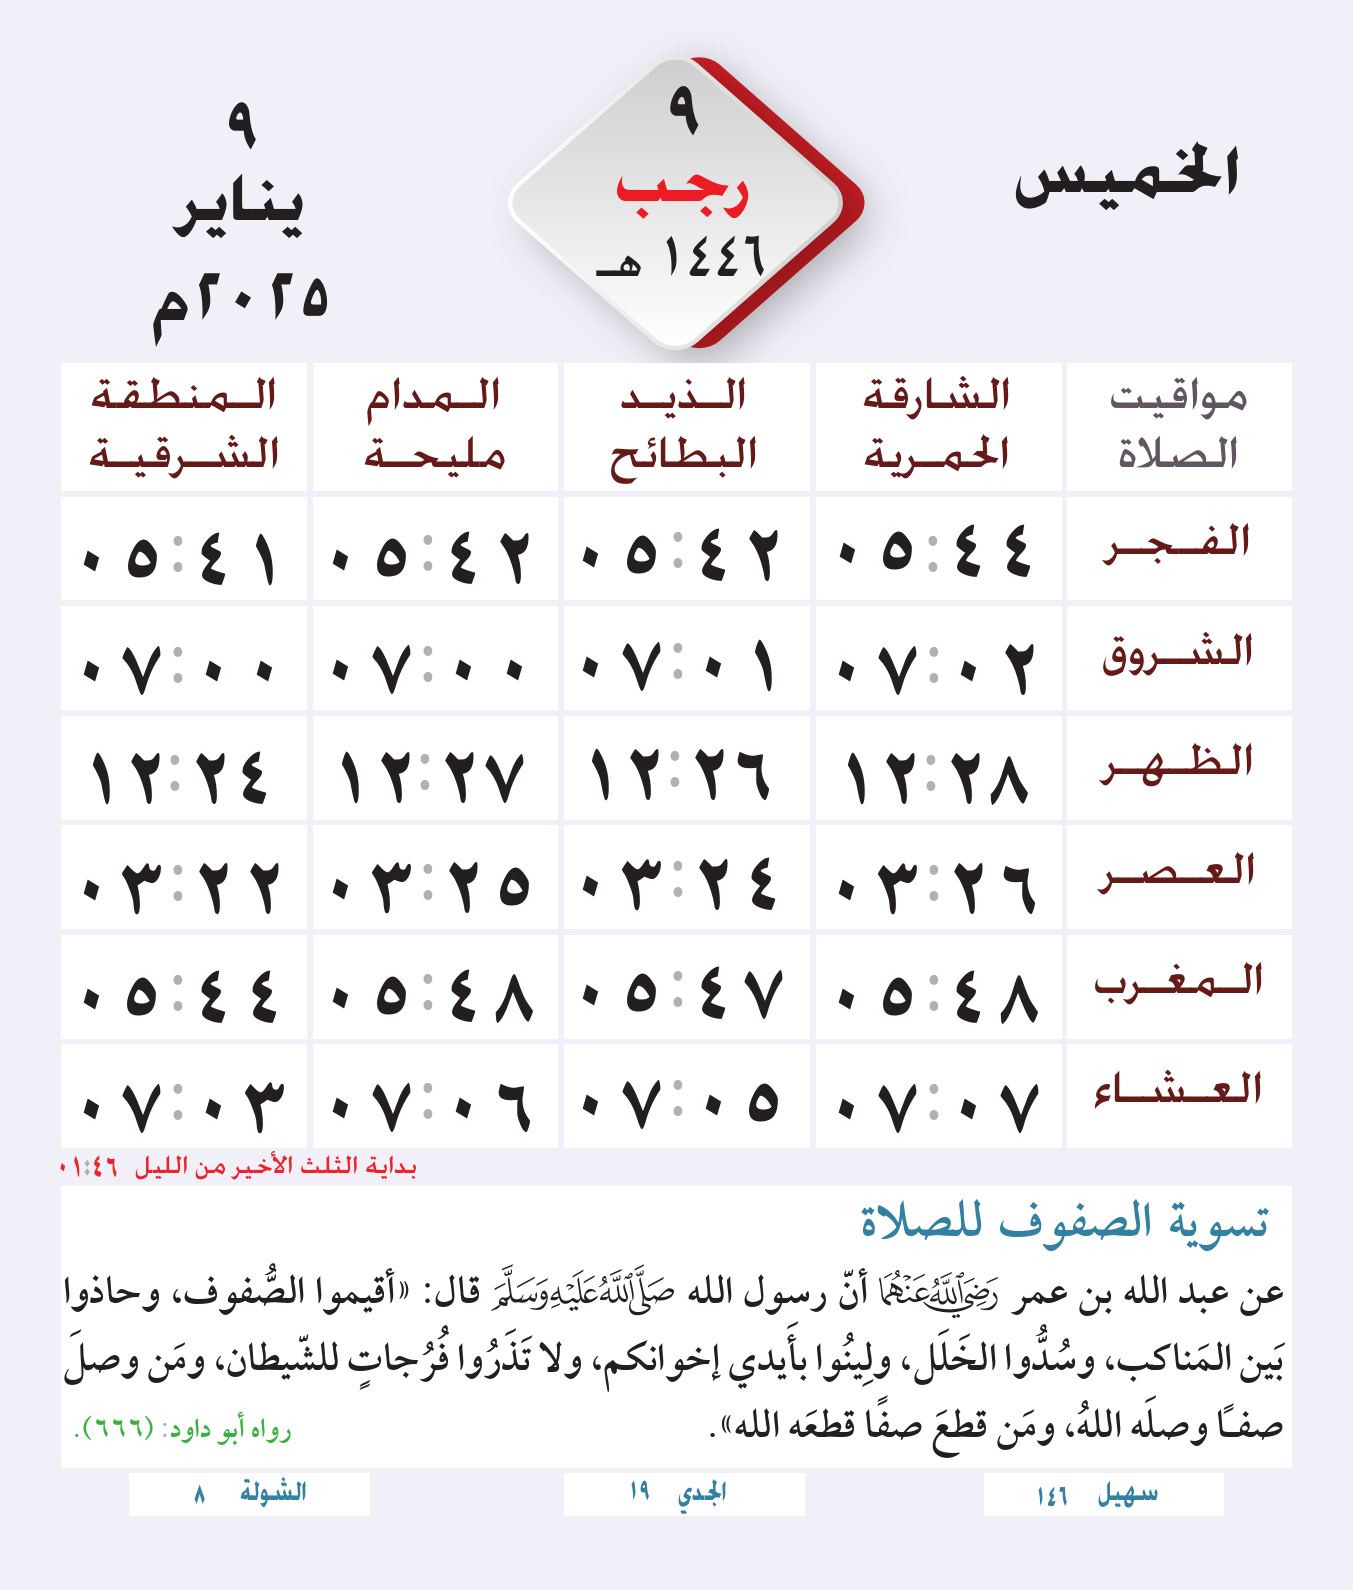 الخميس
٩
رجب
١٤٤٦ هـ
٩
يناير
٢٠٢٥م
مواقيت الصلاة
الشارقة الحمرية
الذيد البطائح
المدام مليحة
المنطقة الشرقية
الفجر ٠٥:٤٤ ٠٥:٤٢ ٠٥:٤٢ ٠٥:٤١
الشروق ٠٧:٠٢ ٠٧:٠١ ٠٧:٠٠ ٠٧:٠٠
الظهر ١٢:٢٨ ١٢:٢٦ ١٢:٢٧ ١٢:٢٤
العصر ٠٣:٢٦ ٠٣:٢٤ ٠٣:٢٥ ٠٣:٢٢
المغرب ٠٥:٤٨ ٠٥:٤٧ ٠٥:٤٨ ٠٥:٤٤
العشاء ٠٧:٠٧ ٠٧:٠٥ ٠٧:٠٦ ٠٧:٠٣
بداية الثلث الأخير من الليل ٠١:٤٦
تسوية الصفوف للصلاة
عن عبد الله بن عمر رَضِيَ اللَّهُ عَنْهُمَا أنّ رسول الله صَلَّى اللَّهُ عَلَيْهِ وَسَلَّمَ قال: «أقيموا الصُّفوف، وحاذوا
بَين المَناكب، وسُدُّوا الخَلَل، ولِينُوا بأَيدي إخوانكم، ولا تَذَرُوا فُرُجاتٍ للشّيطان، ومَن وصلَ
صفًا وصلَه اللهُ، ومَن قطعَ صفًا قطعَه الله».
رواه أبو داود: (٦٦٦).
سهيل ١٤٦
الجدي ١٩
الشولة ٨